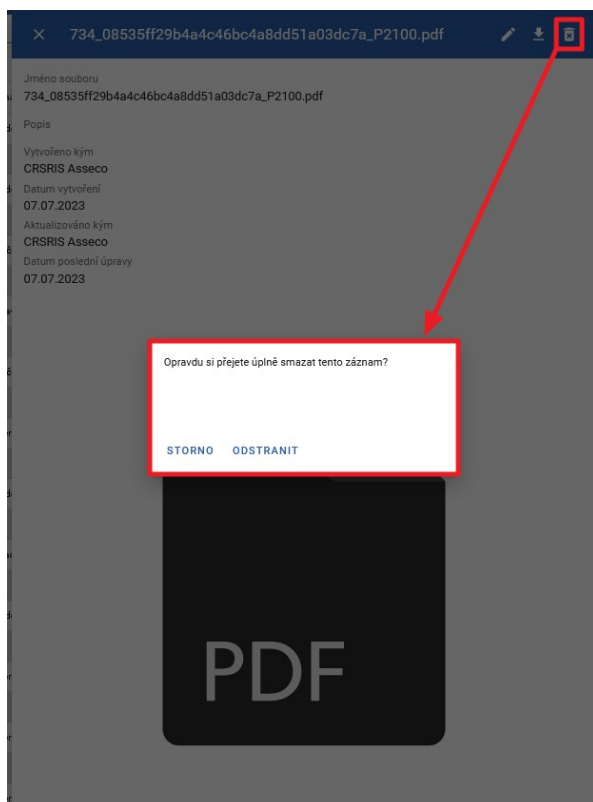 734_08535ff29b4a4c46bc4a8dd51a03dc7a_P2100.pdf
Jméno souboru
734_08535ff29b4a4c46bc4a8dd51a03dc7a_P2100.pdf
Popis
Vytvořeno kým
CRSRIS Asseco
Datum vytvoření
07.07.2023
Aktualizováno kým
CRSRIS Asseco
Datum poslední úpravy
07.07.2023
Opravdu si přejete úplně smazat tento záznam?
STORNO ODSTRANIT
PDF